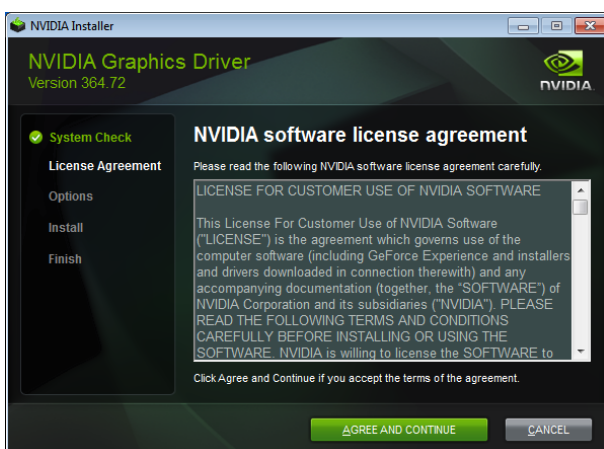 NVIDIA Installer
NVIDIA Graphics Driver
Version 364.72
NVIDIA.
System Check
License Agreement
Options
Install
Finish
NVIDIA software license agreement
Please read the following NVIDIA software license agreement carefully.
LICENSE FOR CUSTOMER USE OF NVIDIA SOFTWARE
This License For Customer Use of NVIDIA Software
("LICENSE") is the agreement which governs use of the
computer software (including GeForce Experience and installers
and drivers downloaded in connection therewith) and any
accompanying documentation (together, the "SOFTWARE") of
NVIDIA Corporation and its subsidiaries ("NVIDIA"). PLEASE
READ THE FOLLOWING TERMS AND CONDITIONS
CAREFULLY BEFORE INSTALLING OR USING THE
SOFTWARE. NVIDIA is willing to license the SOFTWARE to
Click Agree and Continue if you accept the terms of the agreement.
AGREE AND CONTINUE
CANCEL